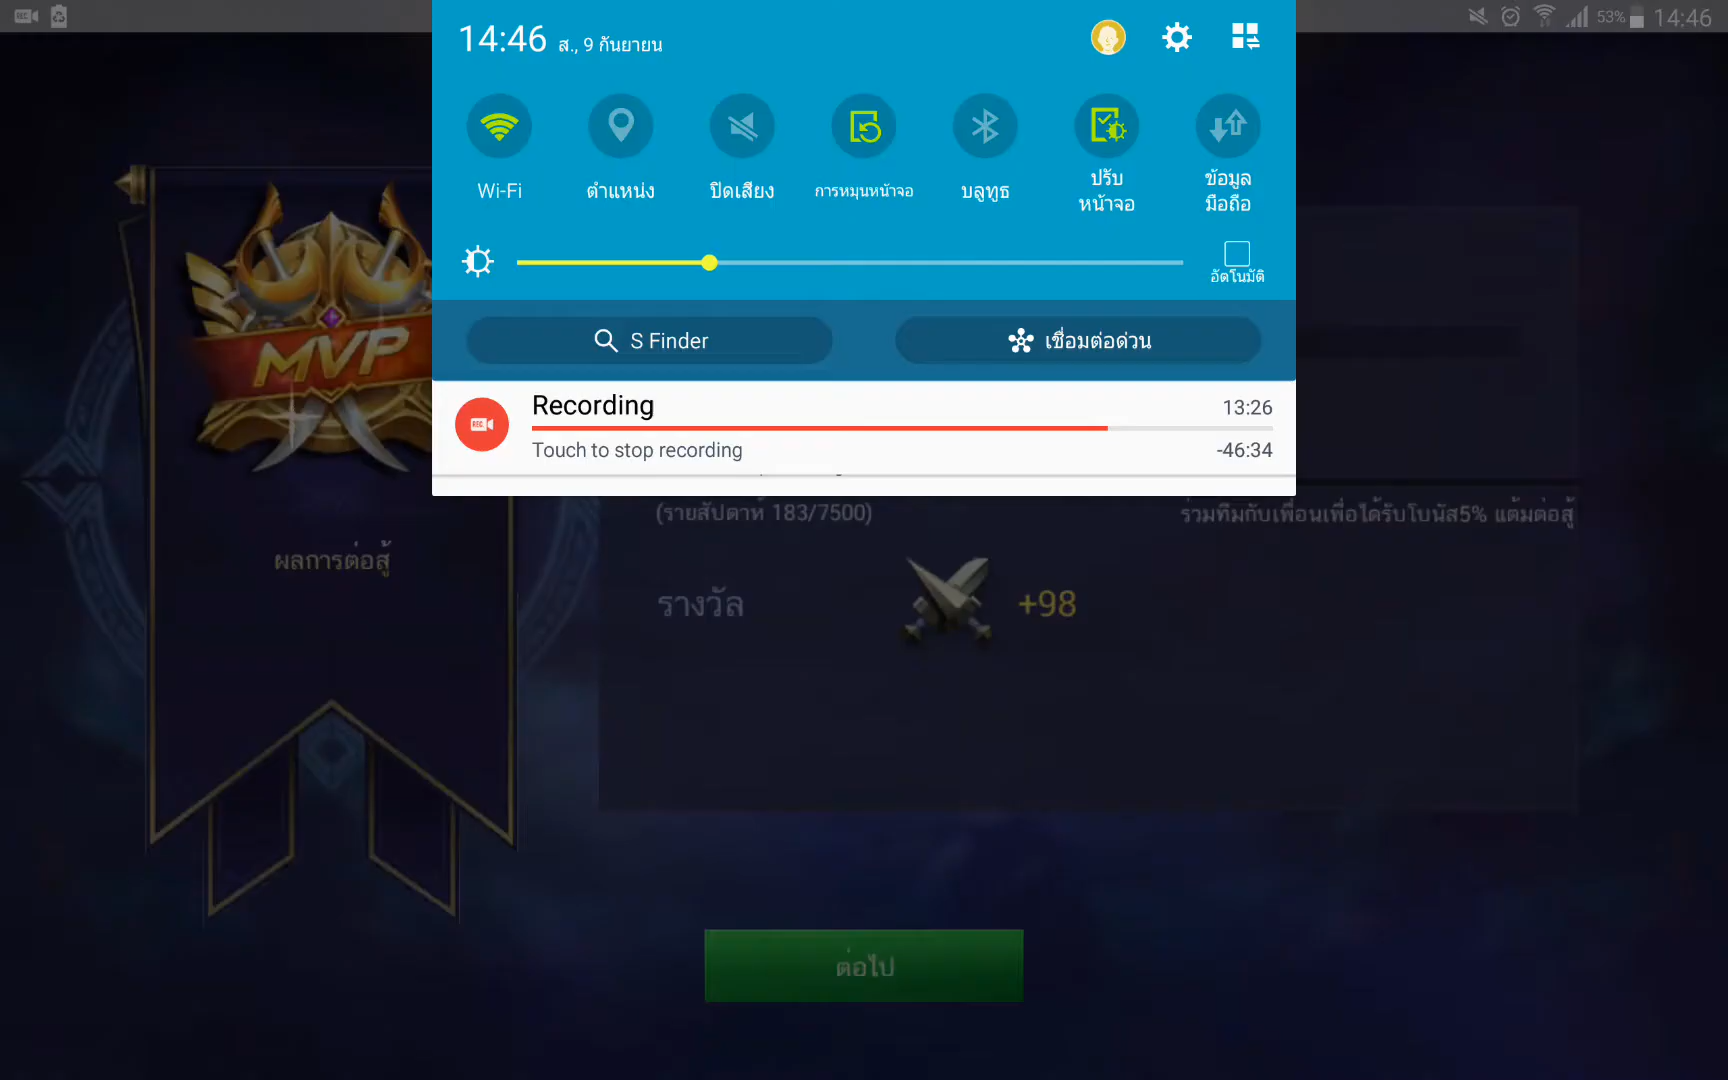 53% 14:46
14:46 ส., 9 กันยายน
Wi-Fi
ตำแหน่ง
ปิดเสียง
การหมุนหน้าจอ
บลูทูธ
ปรับ
หน้าจอ
ข้อมูล
มือถือ
อัตโนมัติ
S Finder
เชื่อมต่อด่วน
MVP
REC
Recording
13:26
Touch to stop recording
-46:34
(รายสัปดาห์ 183/7500)
ร่วมทีมกับเพื่อนเพื่อได้รับโบนัส5% แต้มต่อสู้
ผลการต่อสู้
รางวัล
+98
ต่อไป